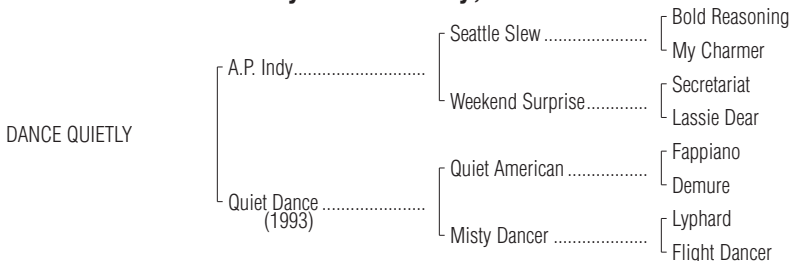 Bold Reasoning
Seattle Slew
My Charmer
A.P. Indy
Secretariat
Weekend Surprise
Lassie Dear
DANCE QUIETLY
Fappiano
Quiet American
Demure
Quiet Dance
(1993)
Lyphard
Misty Dancer
Flight Dancer